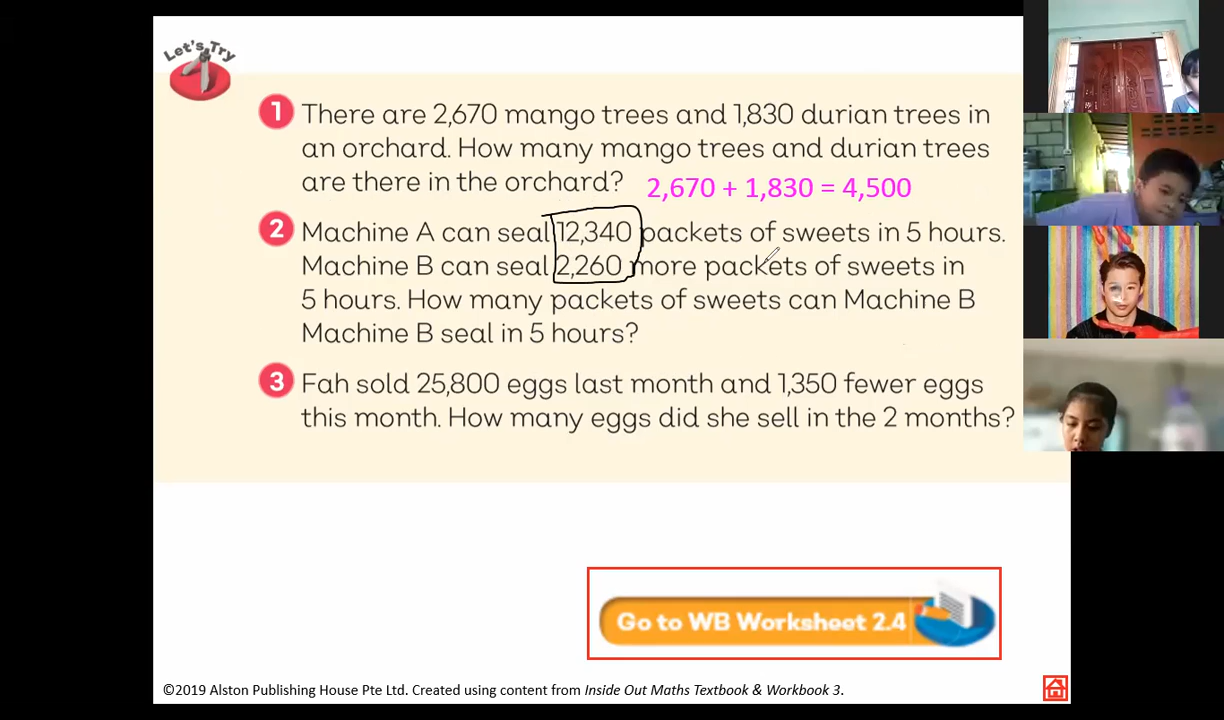 Let's Try
1 There are 2,670 mango trees and 1,830 durian trees in
an orchard. How many mango trees and durian trees
are there in the orchard? 2,670 + 1,830 = 4,500
2 Machine A can seal 12,340 packets of sweets in 5 hours.
Machine B can seal 2,260 more packets of sweets in
5 hours. How many packets of sweets can Machine B
Machine B seal in 5 hours?
3 Fah sold 25,800 eggs last month and 1,350 fewer eggs
this month. How many eggs did she sell in the 2 months?
Go to WB Worksheet 2.4
©2019 Alston Publishing House Pte Ltd. Created using content from Inside Out Maths Textbook & Workbook 3.